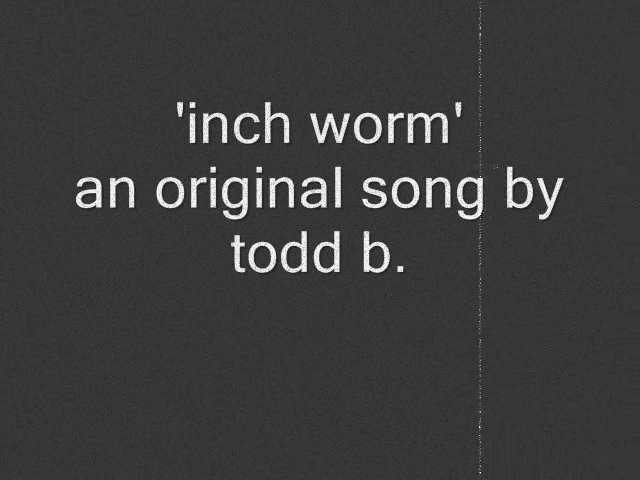 'inch worm'
an original song by
todd b.